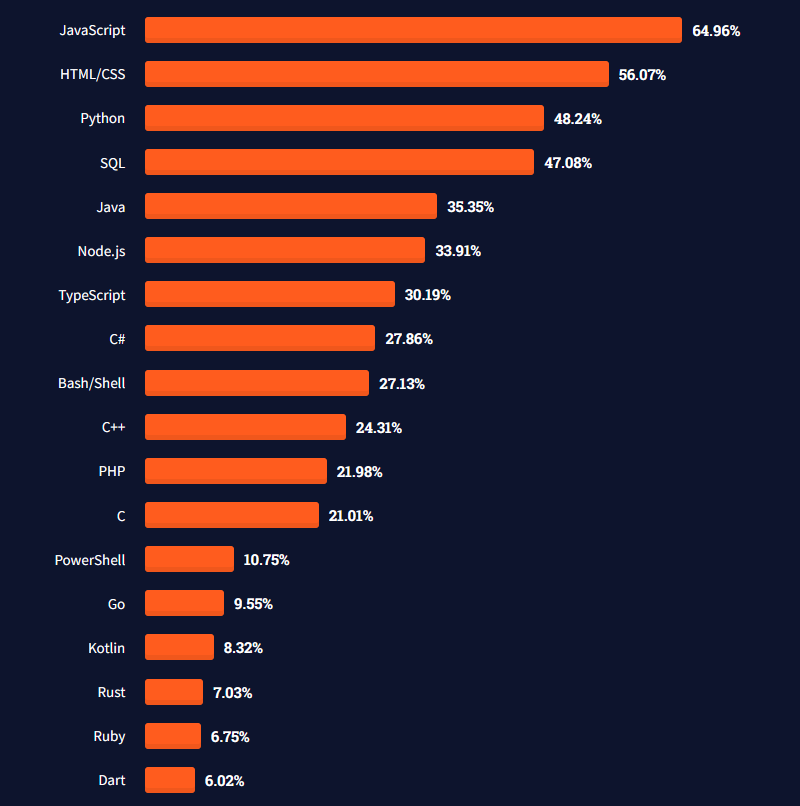 JavaScript 64.96%
HTML/CSS 56.07%
Python 48.24%
SQL 47.08%
Java 35.35%
Node.js 33.91%
TypeScript 30.19%
C# 27.86%
Bash/Shell 27.13%
C++ 24.31%
PHP 21.98%
C 21.01%
PowerShell 10.75%
Go 9.55%
Kotlin 8.32%
Rust 7.03%
Ruby 6.75%
Dart 6.02%